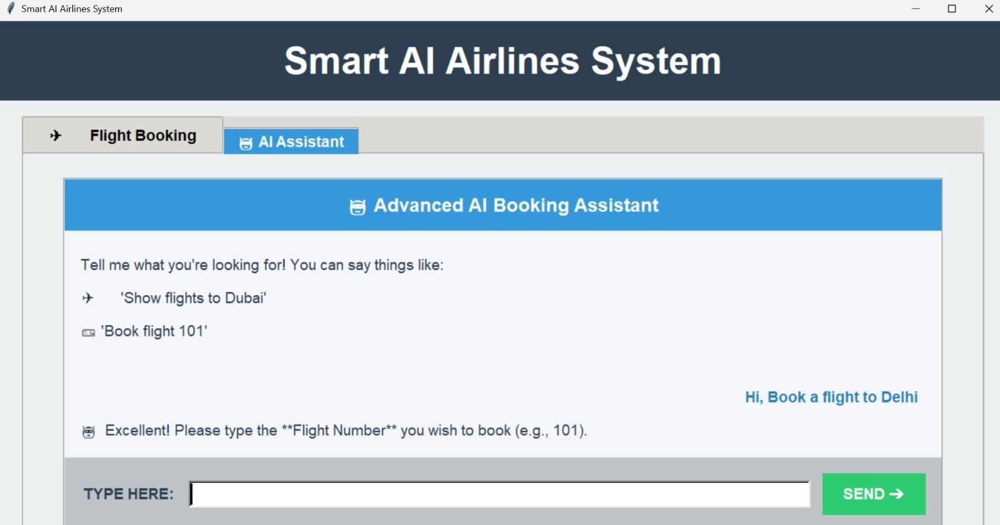 Smart AI Airlines System
Smart AI Airlines System
✈ Flight Booking
🤖 AI Assistant
🤖 Advanced AI Booking Assistant
Tell me what you're looking for! You can say things like:
✈ 'Show flights to Dubai'
🎫 'Book flight 101'
Hi, Book a flight to Delhi
🤖 Excellent! Please type the **Flight Number** you wish to book (e.g., 101).
TYPE HERE:
SEND ➔